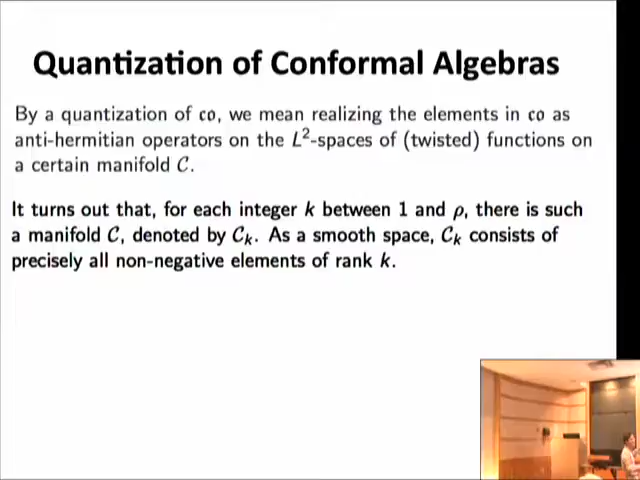 Quantization of Conformal Algebras
By a quantization of 𝔠𝔬, we mean realizing the elements in 𝔠𝔬 as
anti-hermitian operators on the L²-spaces of (twisted) functions on
a certain manifold 𝒞.
It turns out that, for each integer k between 1 and ρ, there is such
a manifold 𝒞, denoted by 𝒞ₖ. As a smooth space, 𝒞ₖ consists of
precisely all non-negative elements of rank k.